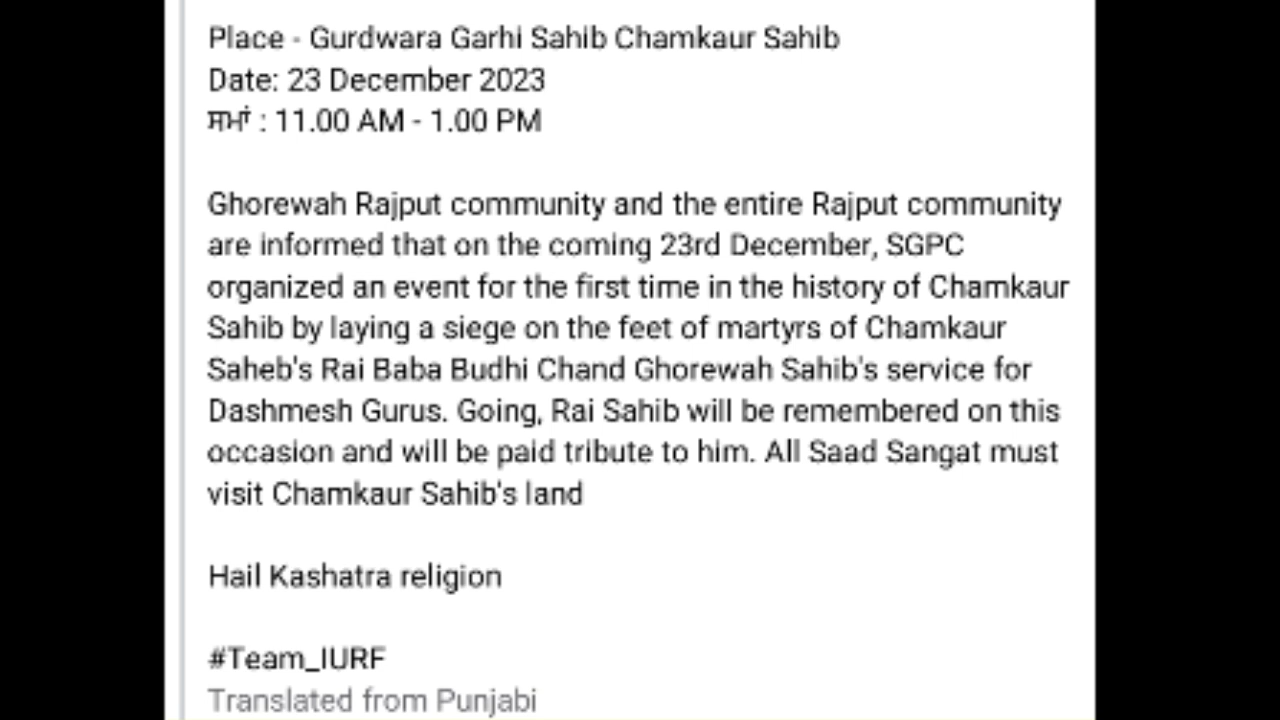 Place - Gurdwara Garhi Sahib Chamkaur Sahib
Date: 23 December 2023
ਸਮਾਂ : 11.00 AM - 1.00 PM
Ghorewah Rajput community and the entire Rajput community
are informed that on the coming 23rd December, SGPC
organized an event for the first time in the history of Chamkaur
Sahib by laying a siege on the feet of martyrs of Chamkaur
Saheb's Rai Baba Budhi Chand Ghorewah Sahib's service for
Dashmesh Gurus. Going, Rai Sahib will be remembered on this
occasion and will be paid tribute to him. All Saad Sangat must
visit Chamkaur Sahib's land
Hail Kashatra religion
#Team_IURF
Translated from Punjabi